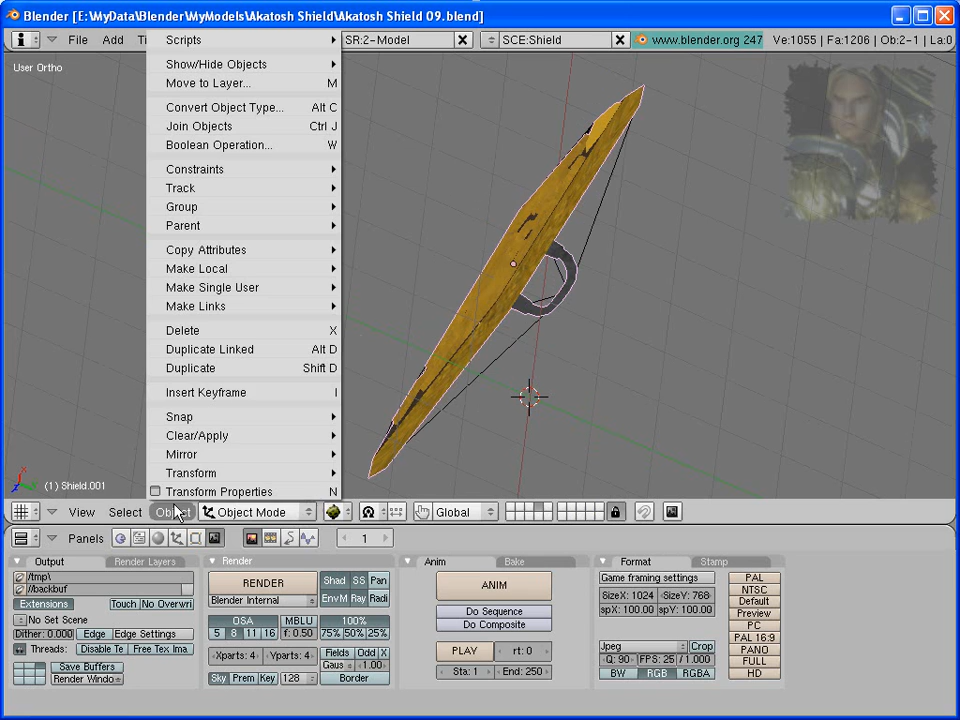 Blender [E:\MyData\Blender\MyModels\Akatosh Shield\Akatosh Shield 09.blend]
File Add Ti SR:2-Model SCE:Shield www.blender.org 247 Ve:1055 | Fa:1206 | Ob:2-1 | La:0
User Ortho
Scripts
Show/Hide Objects
Move to Layer... M
Convert Object Type... Alt C
Join Objects Ctrl J
Boolean Operation... W
Constraints
Track
Group
Parent
Copy Attributes
Make Local
Make Single User
Make Links
Delete X
Duplicate Linked Alt D
Duplicate Shift D
Insert Keyframe I
Snap
Clear/Apply
Mirror
Transform
Transform Properties N
(1) Shield.001
View Select Object Object Mode Global
Panels 1
Output Render Layers
/tmp\
//backbuf
Extensions Touch No Overwri
No Set Scene
Dither: 0.000 Edge Edge Settings
Threads: Disable Te Free Tex Ima
Save Buffers
Render Windo
Render
RENDER
Blender Internal
Shad SS Pan
EnvM Ray Radi
OSA MBLU 100%
5 8 11 16 Bf: 0.50 75% 50% 25%
Xparts: 4 Yparts: 4 Fields Odd X
Gaus 1.00
Sky Prem Key 128 Border
Anim Bake
ANIM
Do Sequence
Do Composite
PLAY rt: 0
Sta: 1 End: 250
Format Stamp
Game framing settings
SizeX: 1024 SizeY: 768
spX: 100.00 spY: 100.00
Jpeg Crop
Q: 90 FPS: 25 / 1.000
BW RGB RGBA
PAL
NTSC
Default
Preview
PC
PAL 16:9
PANO
FULL
HD